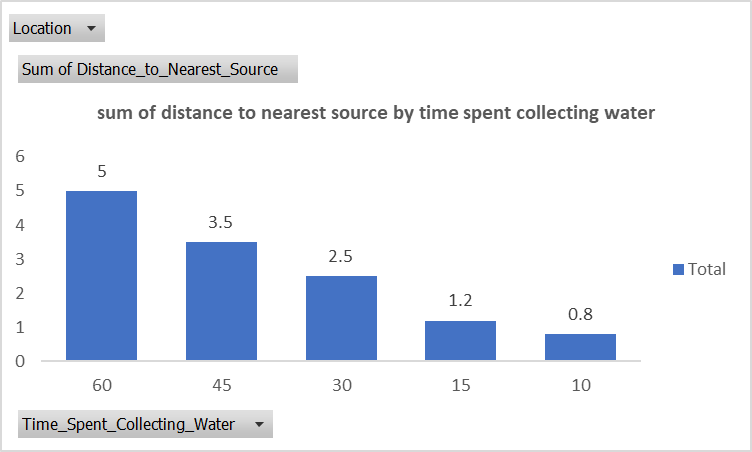 Location
Sum of Distance_to_Nearest_Source
sum of distance to nearest source by time spent collecting water
6
5
4
3
2
1
0
5
3.5
2.5
1.2
0.8
60 45 30 15 10
Total
Time_Spent_Collecting_Water